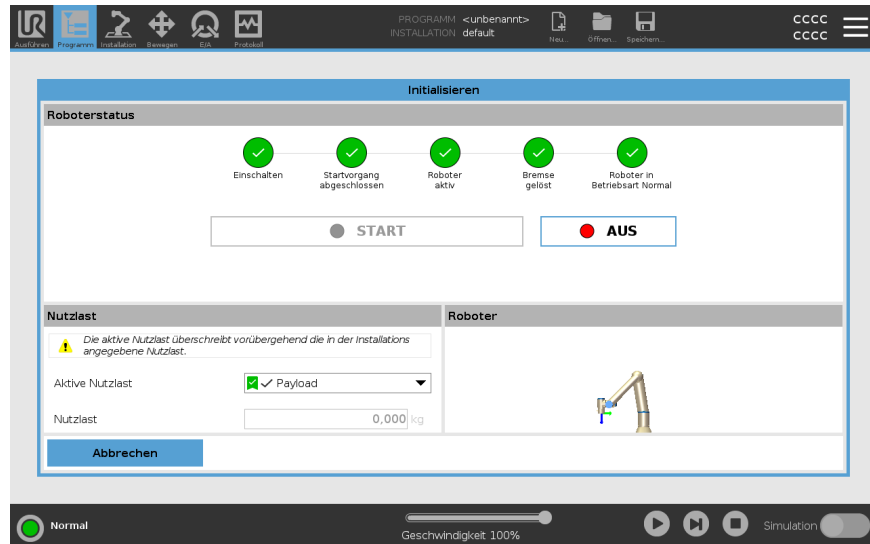 PROGRAMM <unbenannt>
INSTALLATION default
cccc
cccc
Ausführen
Programm
Installation
Bewegen
E/A
Protokoll
Neu...
Öffnen...
Speichern...
Initialisieren
Roboterstatus
Einschalten
Startvorgang
abgeschlossen
Roboter
aktiv
Bremse
gelöst
Roboter in
Betriebsart Normal
START
AUS
Nutzlast
Die aktive Nutzlast überschreibt vorübergehend die in der Installations
angegebene Nutzlast.
Aktive Nutzlast
Payload
Nutzlast
0,000 kg
Roboter
Abbrechen
Normal
Geschwindigkeit 100%
Simulation